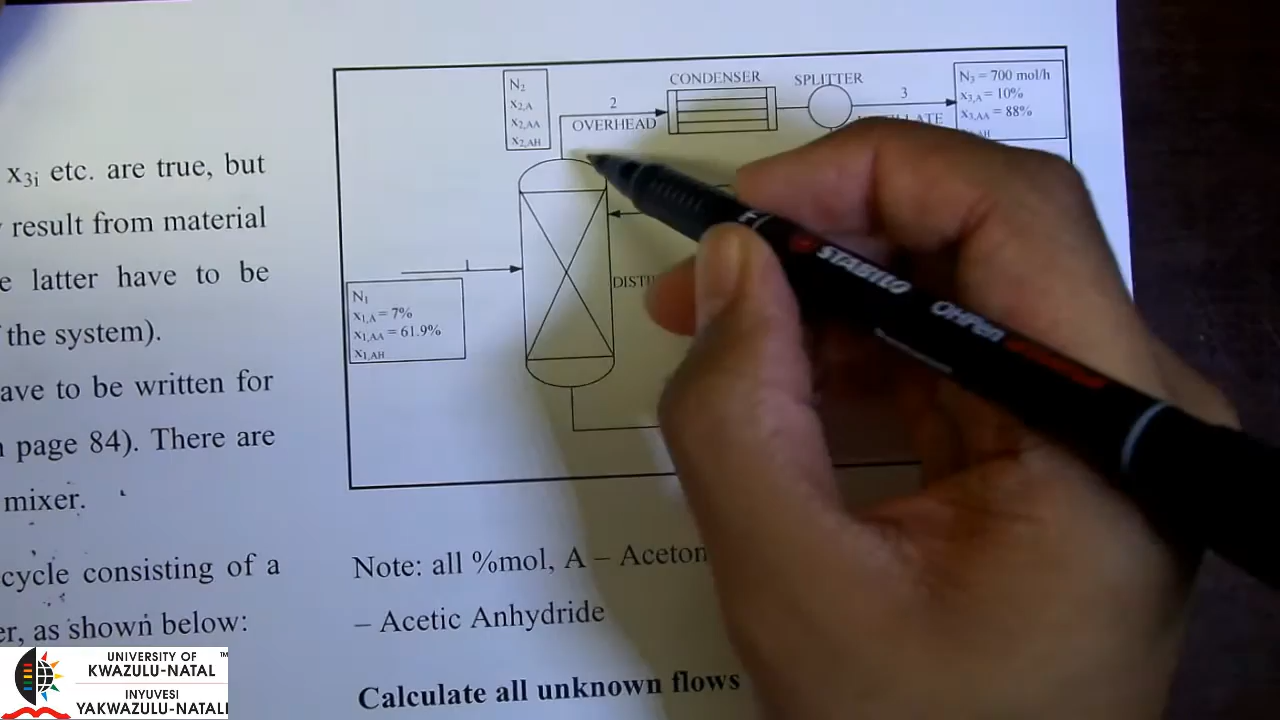 x3i etc. are true, but
result from material
e latter have to be
the system).
ave to be written for
page 84). There are
mixer.
cycle consisting of a
er, as shown below:
N2
x2,A
x2,AA
x2,AH
2
OVERHEAD
CONDENSER
SPLITTER
3
N3 = 700 mol/h
x3,A = 10%
x3,AA = 88%
1
N1
x1,A = 7%
x1,AA = 61.9%
x1,AH
Note: all %mol, A – Aceton
– Acetic Anhydride
Calculate all unknown flows
STABILO OHPen
UNIVERSITY OF ™
KWAZULU-NATAL
INYUVESI
YAKWAZULU-NATALI